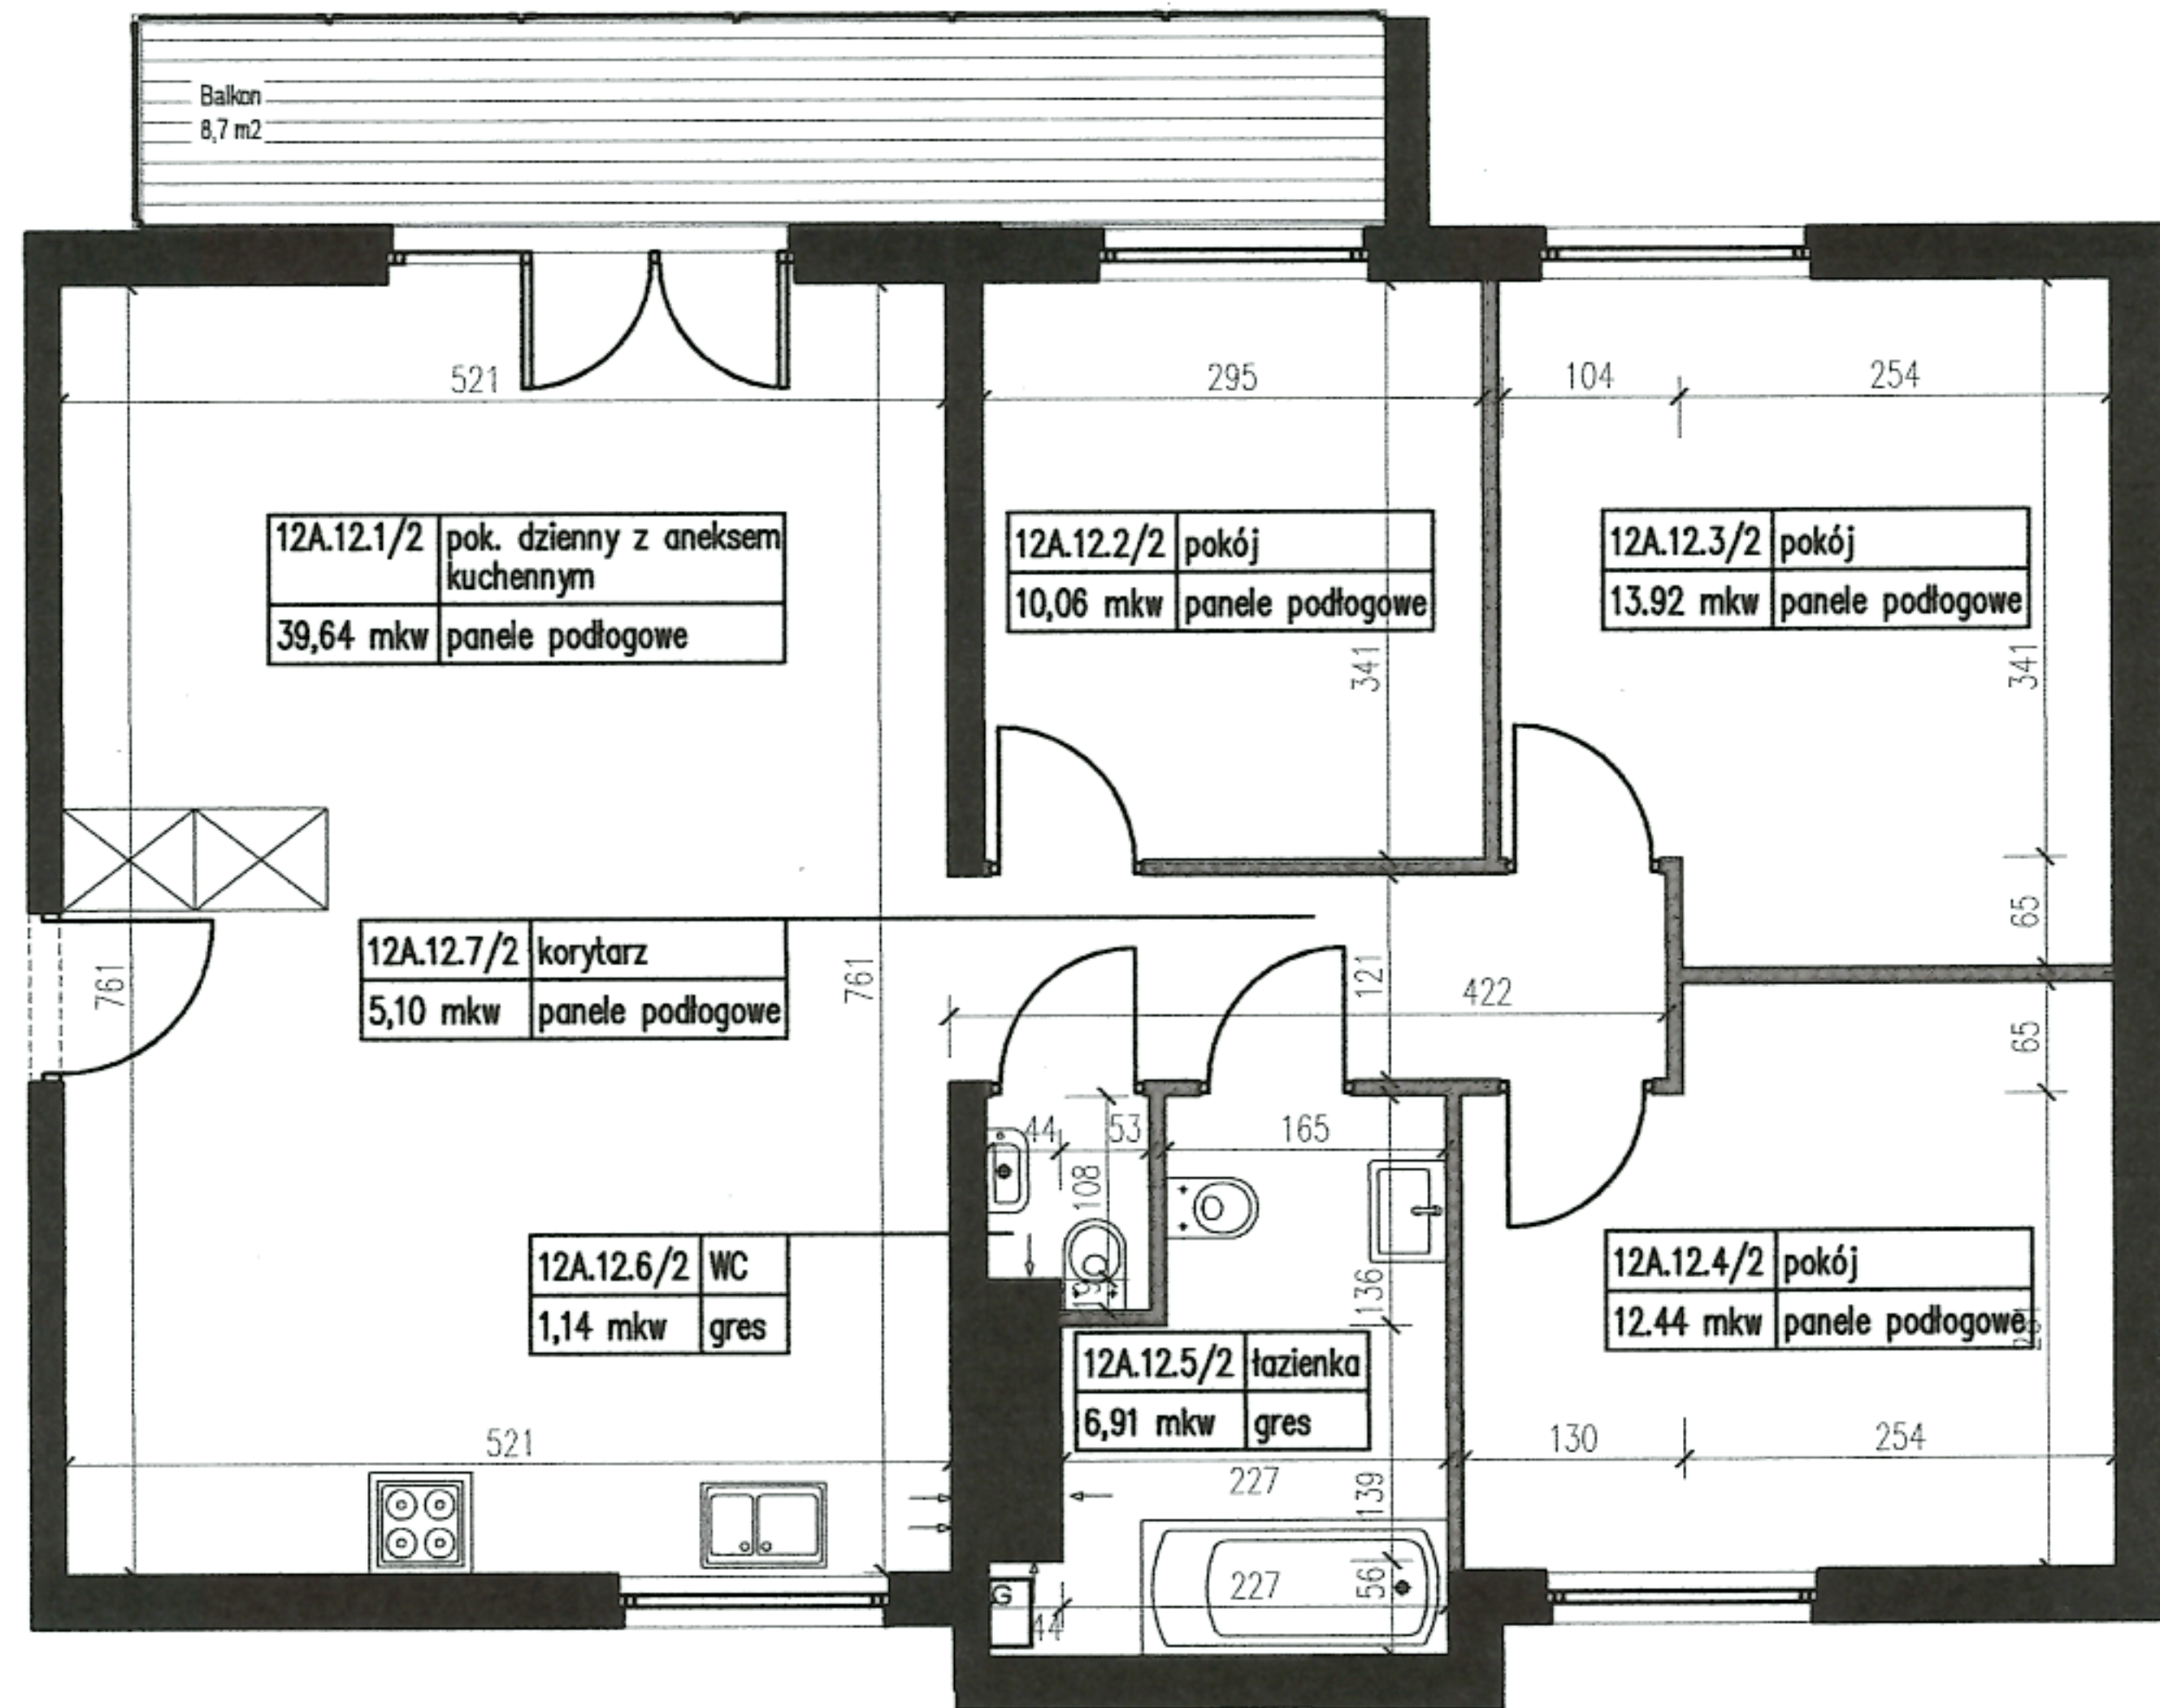 Balkon
8,7 m2
521
295
104
254
12A.12.1/2 pok. dzienny z aneksem
kuchennym
39,64 mkw panele podłogowe
12A.12.2/2 pokój
10,06 mkw panele podłogowe
12A.12.3/2 pokój
13.92 mkw panele podłogowe
341
341
65
12A.12.7/2 korytarz
5,10 mkw panele podłogowe
761
761
121
422
65
44
53
165
108
12A.12.6/2 WC
1,14 mkw gres
19
136
12A.12.4/2 pokój
12.44 mkw panele podłogowe
12A.12.5/2 łazienka
6,91 mkw gres
521
227
139
130
254
G
44
227
56